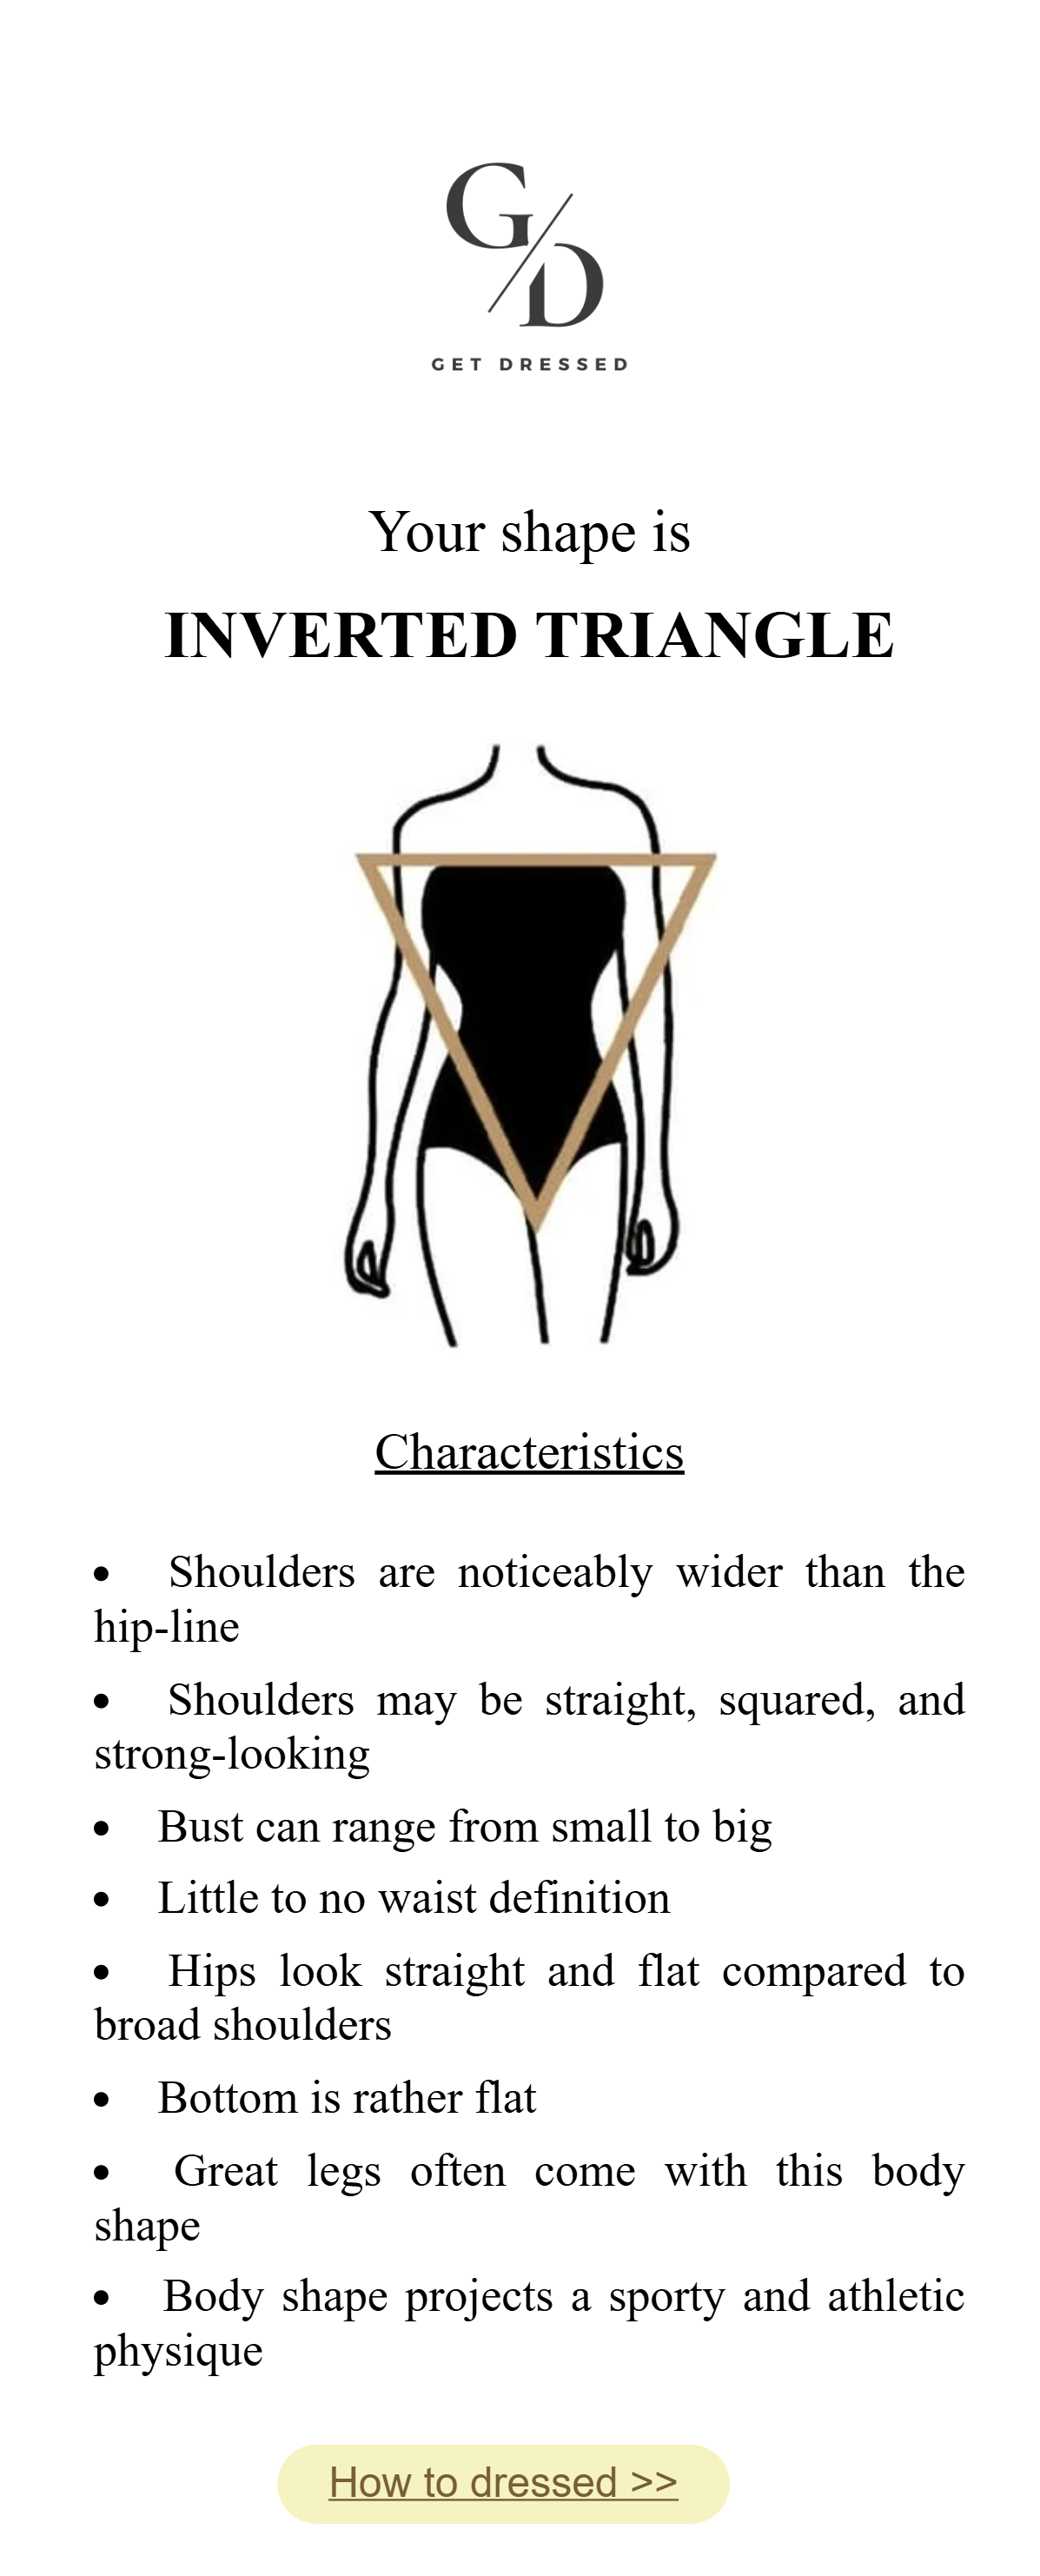 G/D
GET DRESSED
Your shape is
INVERTED TRIANGLE
Characteristics
• Shoulders are noticeably wider than the
hip-line
• Shoulders may be straight, squared, and
strong-looking
• Bust can range from small to big
• Little to no waist definition
• Hips look straight and flat compared to
broad shoulders
• Bottom is rather flat
• Great legs often come with this body
shape
• Body shape projects a sporty and athletic
physique
How to dressed >>